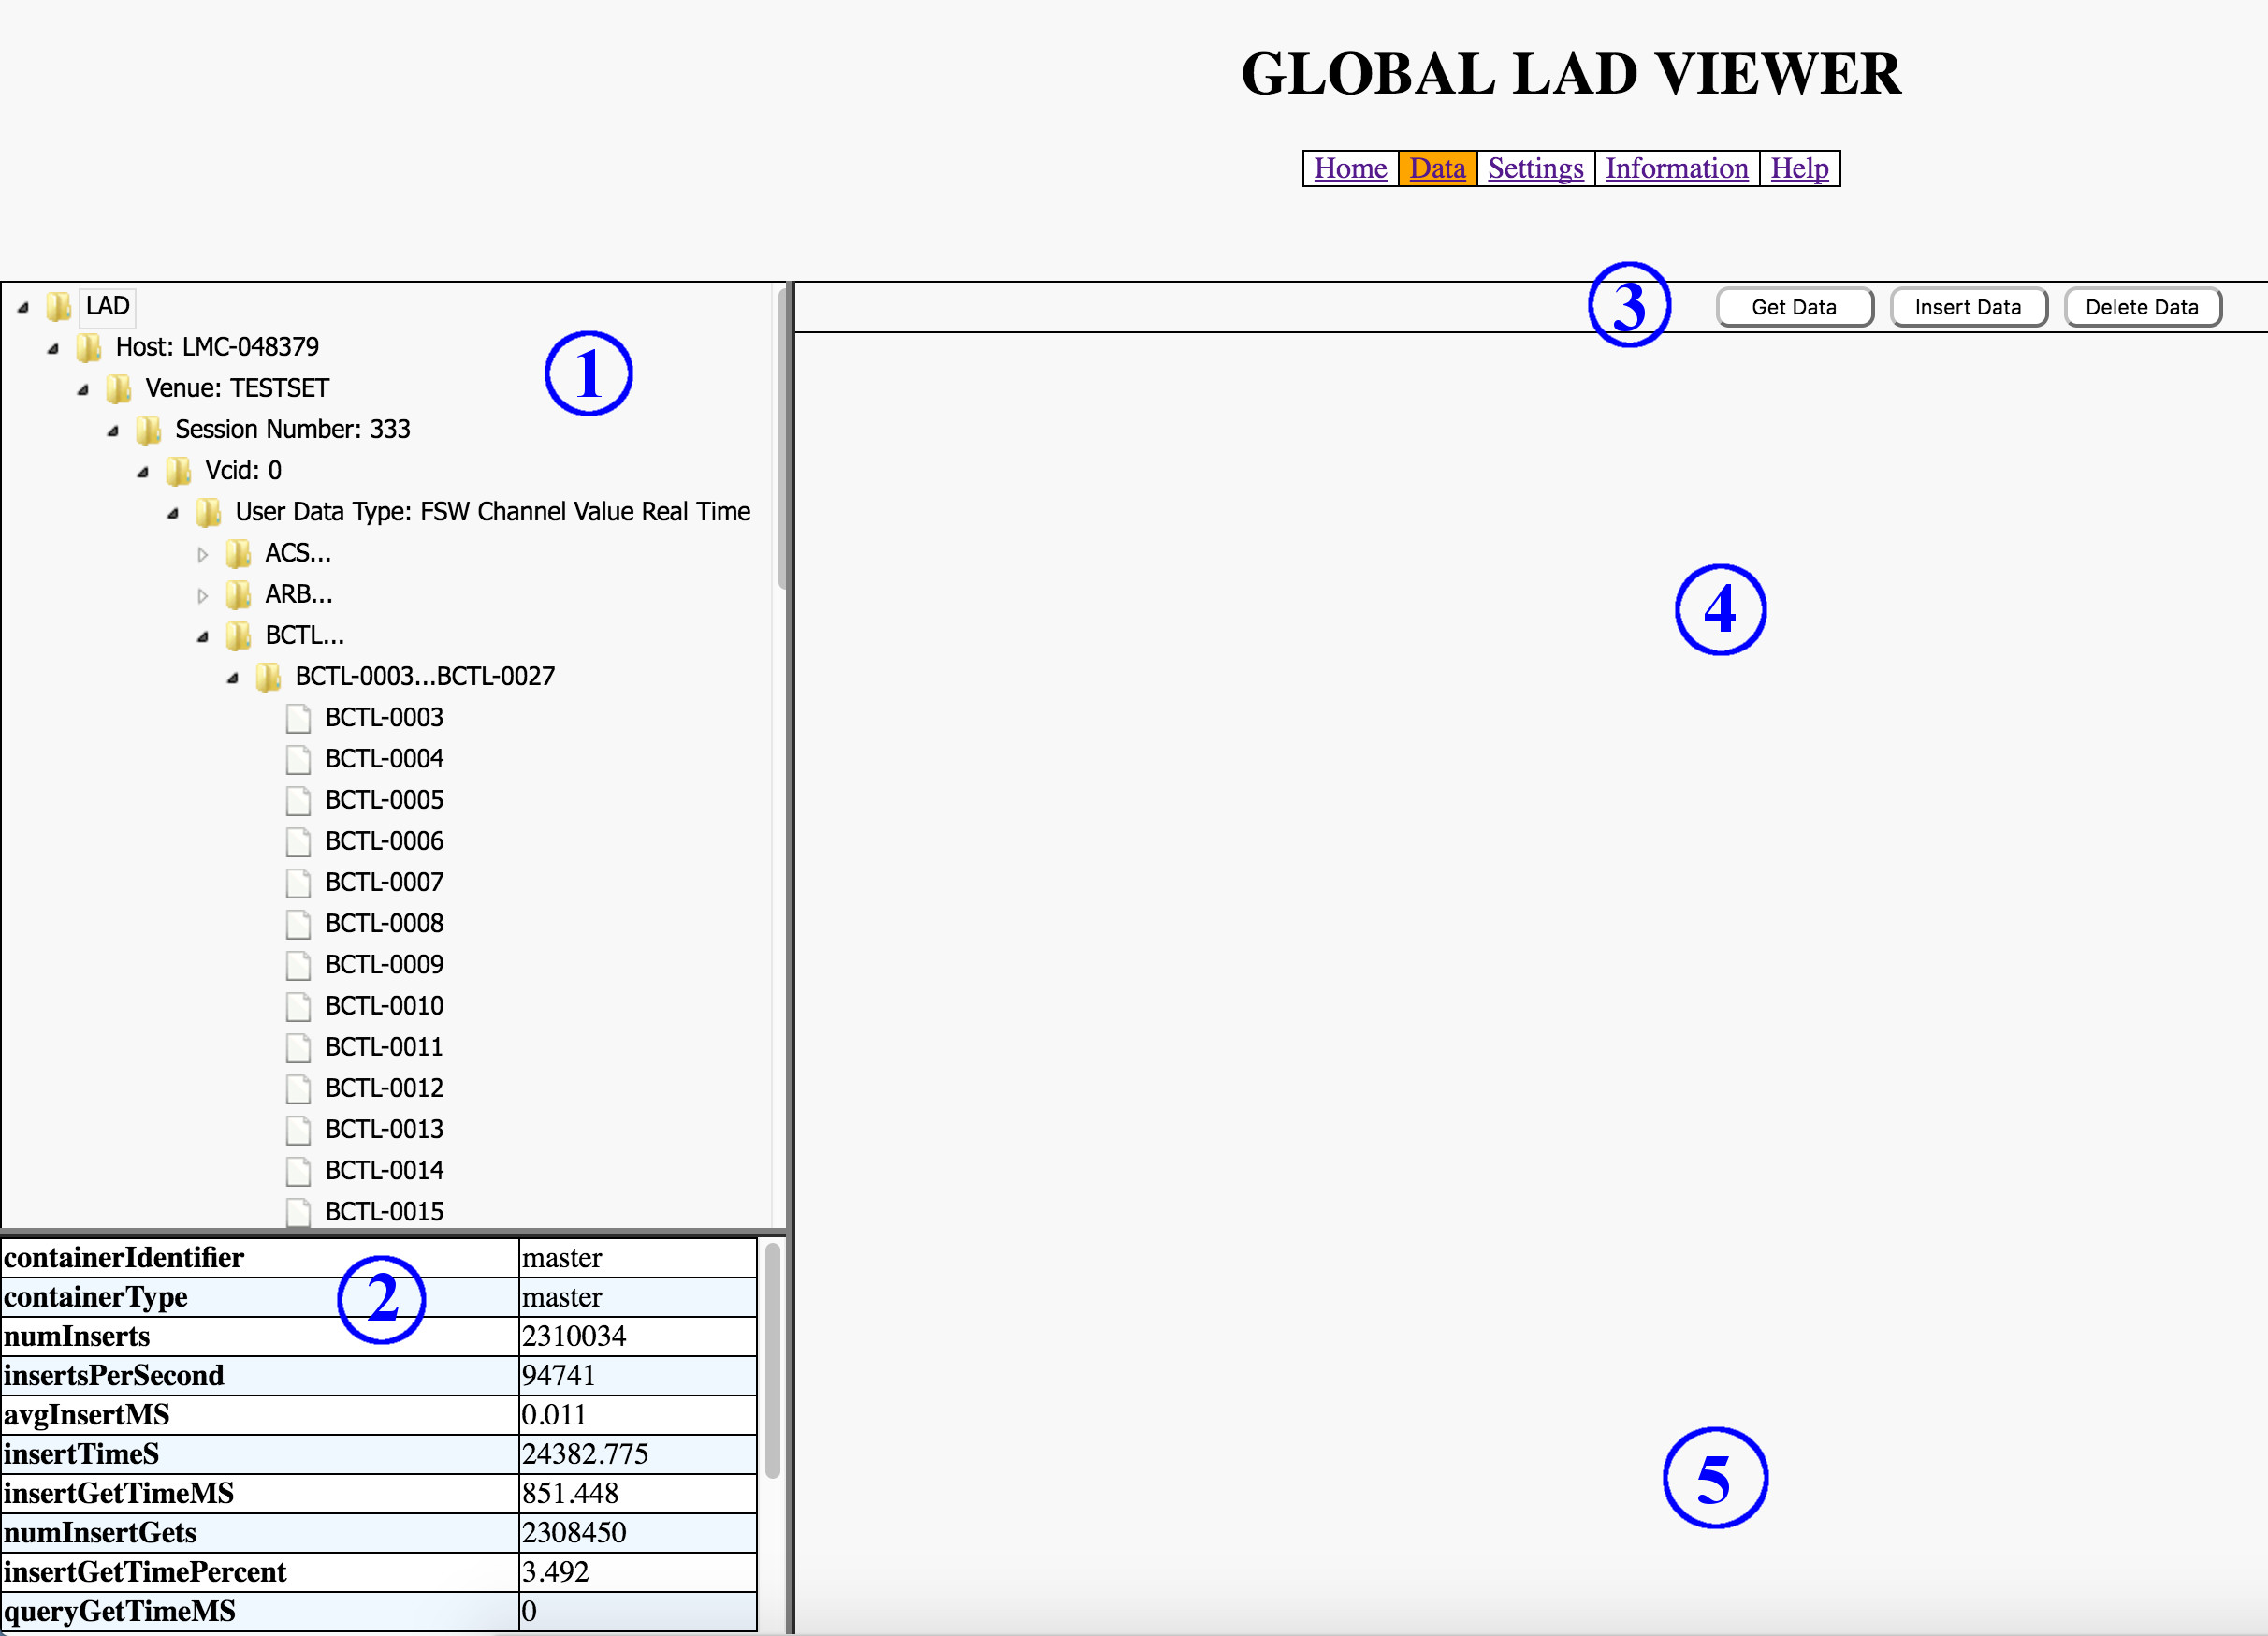 GLOBAL LAD VIEWER
Home Data Settings Information Help
LAD
Host: LMC-048379
Venue: TESTSET
Session Number: 333
Vcid: 0
User Data Type: FSW Channel Value Real Time
ACS...
ARB...
BCTL...
BCTL-0003...BCTL-0027
BCTL-0003
BCTL-0004
BCTL-0005
BCTL-0006
BCTL-0007
BCTL-0008
BCTL-0009
BCTL-0010
BCTL-0011
BCTL-0012
BCTL-0013
BCTL-0014
BCTL-0015
1
containerIdentifier master
containerType master
numInserts 2310034
insertsPerSecond 94741
avgInsertMS 0.011
insertTimeS 24382.775
insertGetTimeMS 851.448
numInsertGets 2308450
insertGetTimePercent 3.492
queryGetTimeMS 0
2
3 Get Data Insert Data Delete Data
4
5